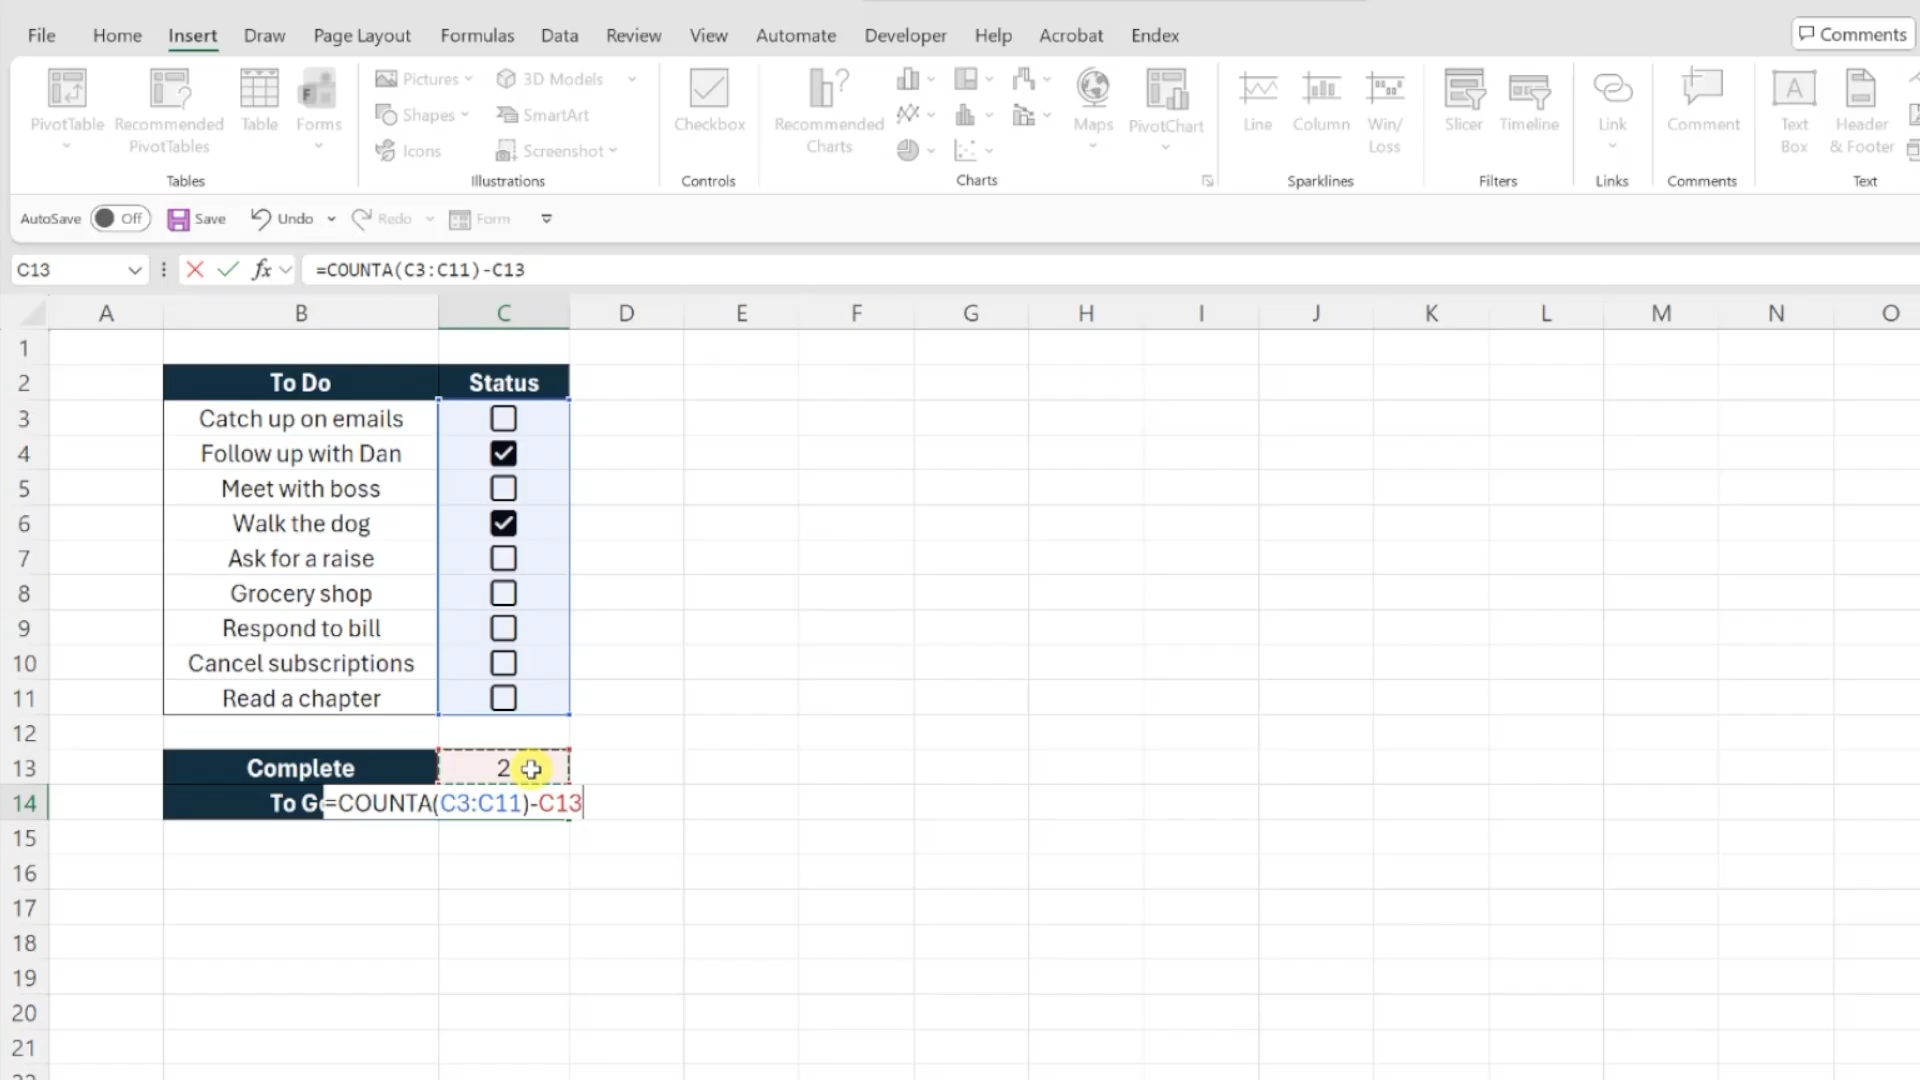 File Home Insert Draw Page Layout Formulas Data Review View Automate Developer Help Acrobat Endex Comments
PivotTable
Recommended PivotTables
Table
Forms
Tables
Pictures
Shapes
Icons
3D Models
SmartArt
Screenshot
Illustrations
Checkbox
Controls
Recommended Charts
Maps
PivotChart
Charts
Line
Column
Win/ Loss
Sparklines
Slicer
Timeline
Filters
Link
Links
Comment
Comments
Text Box
Header & Footer
Text
AutoSave Off Save Undo Redo Form
C13 fx =COUNTA(C3:C11)-C13
A B C D E F G H I J K L M N O
1
2 To Do Status
3 Catch up on emails
4 Follow up with Dan
5 Meet with boss
6 Walk the dog
7 Ask for a raise
8 Grocery shop
9 Respond to bill
10 Cancel subscriptions
11 Read a chapter
12
13 Complete 2
14 To G =COUNTA(C3:C11)-C13
15
16
17
18
19
20
21